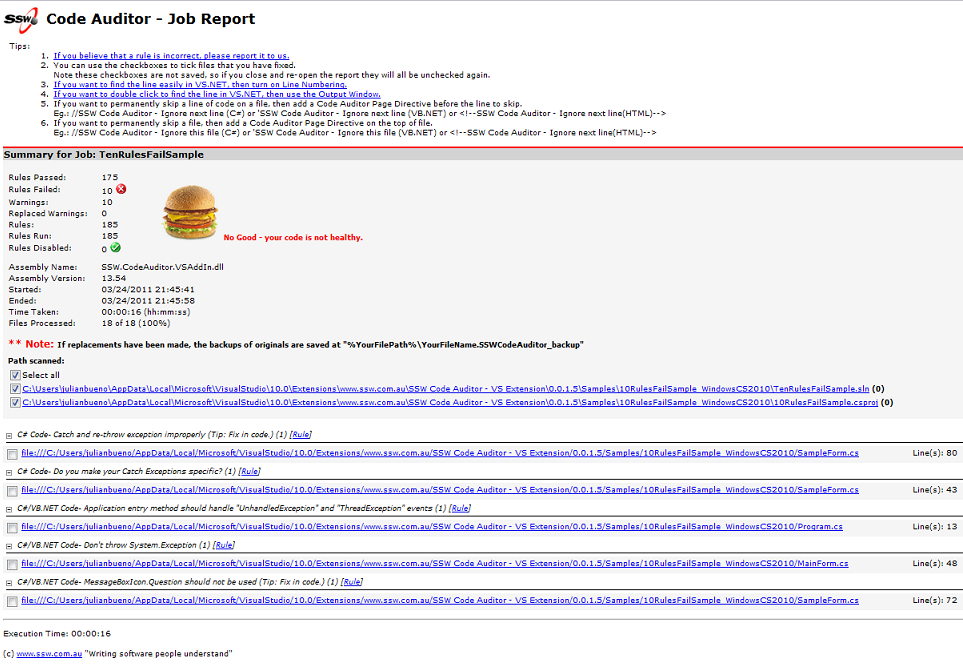 SSW Code Auditor - Job Report
Tips:
1. If you believe that a rule is incorrect, please report it to us.
2. You can use the checkboxes to tick files that you have fixed.
Note these checkboxes are not saved, so if you close and re-open the report they will all be unchecked again.
3. If you want to find the line easily in VS.NET, then turn on Line Numbering.
4. If you want to double click to find the line in VS.NET, then use the Output Window.
5. If you want to permanently skip a line of code on a file, then add a Code Auditor Page Directive before the line to skip.
Eg.: //SSW Code Auditor - Ignore next line (C#) or 'SSW Code Auditor - Ignore next line (VB.NET) or <!--SSW Code Auditor - Ignore next line(HTML)-->
6. If you want to permanently skip a file, then add a Code Auditor Page Directive on the top of file.
Eg.: //SSW Code Auditor - Ignore this file (C#) or 'SSW Code Auditor - Ignore this file (VB.NET) or <!--SSW Code Auditor - Ignore next line(HTML)-->
Summary for Job: TenRulesFailSample
Rules Passed: 175
Rules Failed: 10
Warnings: 10
Replaced Warnings: 0
Rules: 185
Rules Run: 185
Rules Disabled: 0
No Good - your code is not healthy.
Assembly Name: SSW.CodeAuditor.VSAddIn.dll
Assembly Version: 13.54
Started: 03/24/2011 21:45:41
Ended: 03/24/2011 21:45:58
Time Taken: 00:00:16 (hh:mm:ss)
Files Processed: 18 of 18 (100%)
** Note: If replacements have been made, the backups of originals are saved at "%YourFilePath%\YourFileName.SSWCodeAuditor_backup"
Path scanned:
Select all
C:\Users\julianbueno\AppData\Local\Microsoft\VisualStudio\10.0\Extensions\www.ssw.com.au\SSW Code Auditor - VS Extension\0.0.1.5\Samples\10RulesFailSample_WindowsCS2010\TenRulesFailSample.sln (0)
C:\Users\julianbueno\AppData\Local\Microsoft\VisualStudio\10.0\Extensions\www.ssw.com.au\SSW Code Auditor - VS Extension\0.0.1.5\Samples\10RulesFailSample_WindowsCS2010\10RulesFailSample.csproj (0)
C# Code- Catch and re-throw exception improperly (Tip: Fix in code.) (1) [Rule]
file:///C:/Users/julianbueno/AppData/Local/Microsoft/VisualStudio/10.0/Extensions/www.ssw.com.au/SSW Code Auditor - VS Extension/0.0.1.5/Samples/10RulesFailSample_WindowsCS2010/SampleForm.cs Line(s): 80
C# Code- Do you make your Catch Exceptions specific? (1) [Rule]
file:///C:/Users/julianbueno/AppData/Local/Microsoft/VisualStudio/10.0/Extensions/www.ssw.com.au/SSW Code Auditor - VS Extension/0.0.1.5/Samples/10RulesFailSample_WindowsCS2010/SampleForm.cs Line(s): 43
C#/VB.NET Code- Application entry method should handle "UnhandledException" and "ThreadException" events (1) [Rule]
file:///C:/Users/julianbueno/AppData/Local/Microsoft/VisualStudio/10.0/Extensions/www.ssw.com.au/SSW Code Auditor - VS Extension/0.0.1.5/Samples/10RulesFailSample_WindowsCS2010/Program.cs Line(s): 13
C#/VB.NET Code- Don't throw System.Exception (1) [Rule]
file:///C:/Users/julianbueno/AppData/Local/Microsoft/VisualStudio/10.0/Extensions/www.ssw.com.au/SSW Code Auditor - VS Extension/0.0.1.5/Samples/10RulesFailSample_WindowsCS2010/MainForm.cs Line(s): 48
C#/VB.NET Code- MessageBoxIcon.Question should not be used (Tip: Fix in code.) (1) [Rule]
file:///C:/Users/julianbueno/AppData/Local/Microsoft/VisualStudio/10.0/Extensions/www.ssw.com.au/SSW Code Auditor - VS Extension/0.0.1.5/Samples/10RulesFailSample_WindowsCS2010/SampleForm.cs Line(s): 72
Execution Time: 00:00:16
(c) www.ssw.com.au "Writing software people understand"